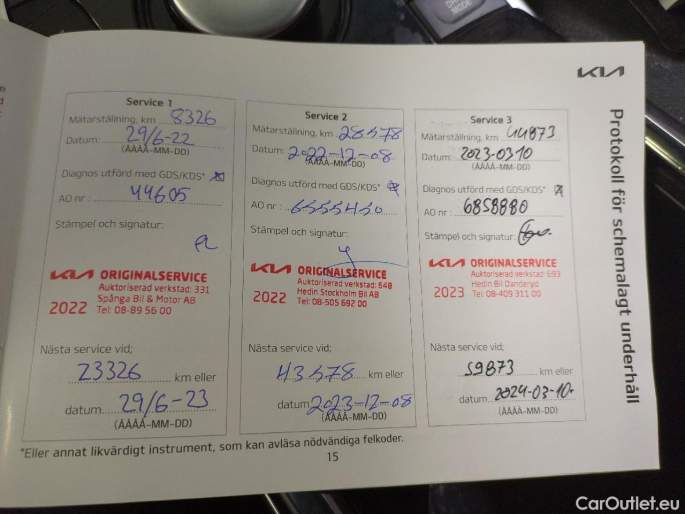 KIA
Protokoll för schemalagt underhåll
Service 1
Mätarställning, km 8326
Datum: 29/6-22
(ÅÅÅÅ-MM-DD)
Diagnos utförd med GDS/KDS*
AO nr: 44605
Stämpel och signatur:
KIA ORIGINALSERVICE
Auktoriserad verkstad: 331
Spånga Bil & Motor AB
2022 Tel: 08-89 56 00
Nästa service vid;
23326 km eller
datum 29/6-23
(ÅÅÅÅ-MM-DD)
Service 2
Mätarställning, km 28578
Datum: 2022-12-08
(ÅÅÅÅ-MM-DD)
Diagnos utförd med GDS/KDS*
AO nr:
Stämpel och signatur:
KIA ORIGINALSERVICE
Auktoriserad verkstad: 648
Hedin Stockholm Bil AB
2022 Tel: 08-505 692 00
Nästa service vid;
43578 km eller
datum 2023-12-08
(ÅÅÅÅ-MM-DD)
Service 3
Mätarställning, km 44873
Datum: 2023-0310
(ÅÅÅÅ-MM-DD)
Diagnos utförd med GDS/KDS*
AO nr: 6858880
Stämpel och signatur:
KIA ORIGINALSERVICE
Auktoriserad verkstad: 693
Hedin Bil Danderyd
2023 Tel: 08-409 311 00
Nästa service vid;
59873 km eller
datum 2024-03-10
(ÅÅÅÅ-MM-DD)
*Eller annat likvärdigt instrument, som kan avläsa nödvändiga felkoder.
15
CarOutlet.eu